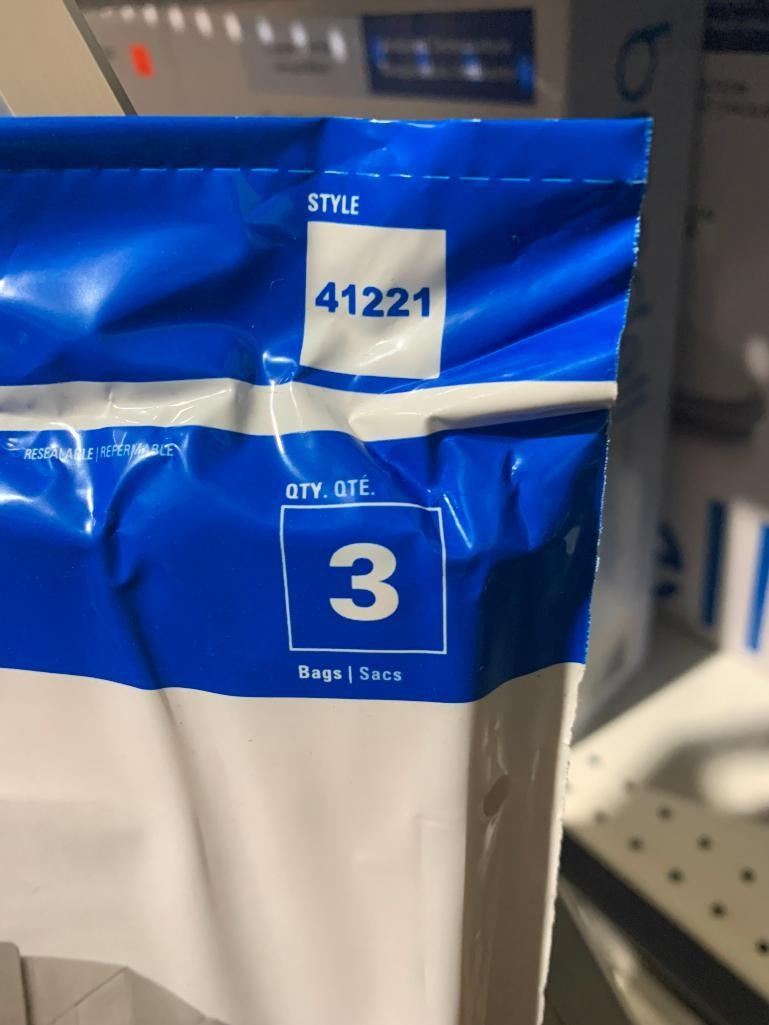 STYLE
41221
RESEALABLE | REFERMABLE
QTY. QTÉ.
3
Bags | Sacs